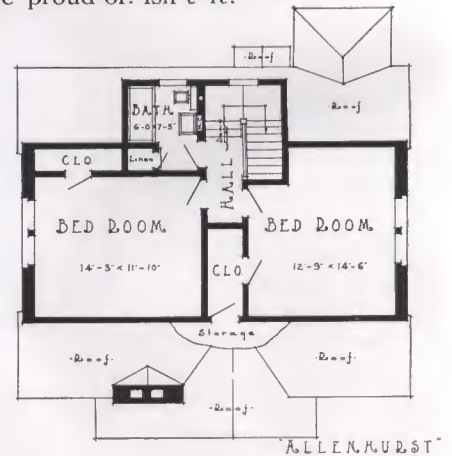 e proud of. isn't it.
-Roof-
-Roof-
BATH
6'-0 x 7'-5"
Down
CLO.
Linen
HALL
BED ROOM
BED ROOM
14'-3" x 11'-10"
CLO.
12'-9" x 14'-6"
Storage
-Roof-
-Roof-
-Roof-
"ALLENHURST"